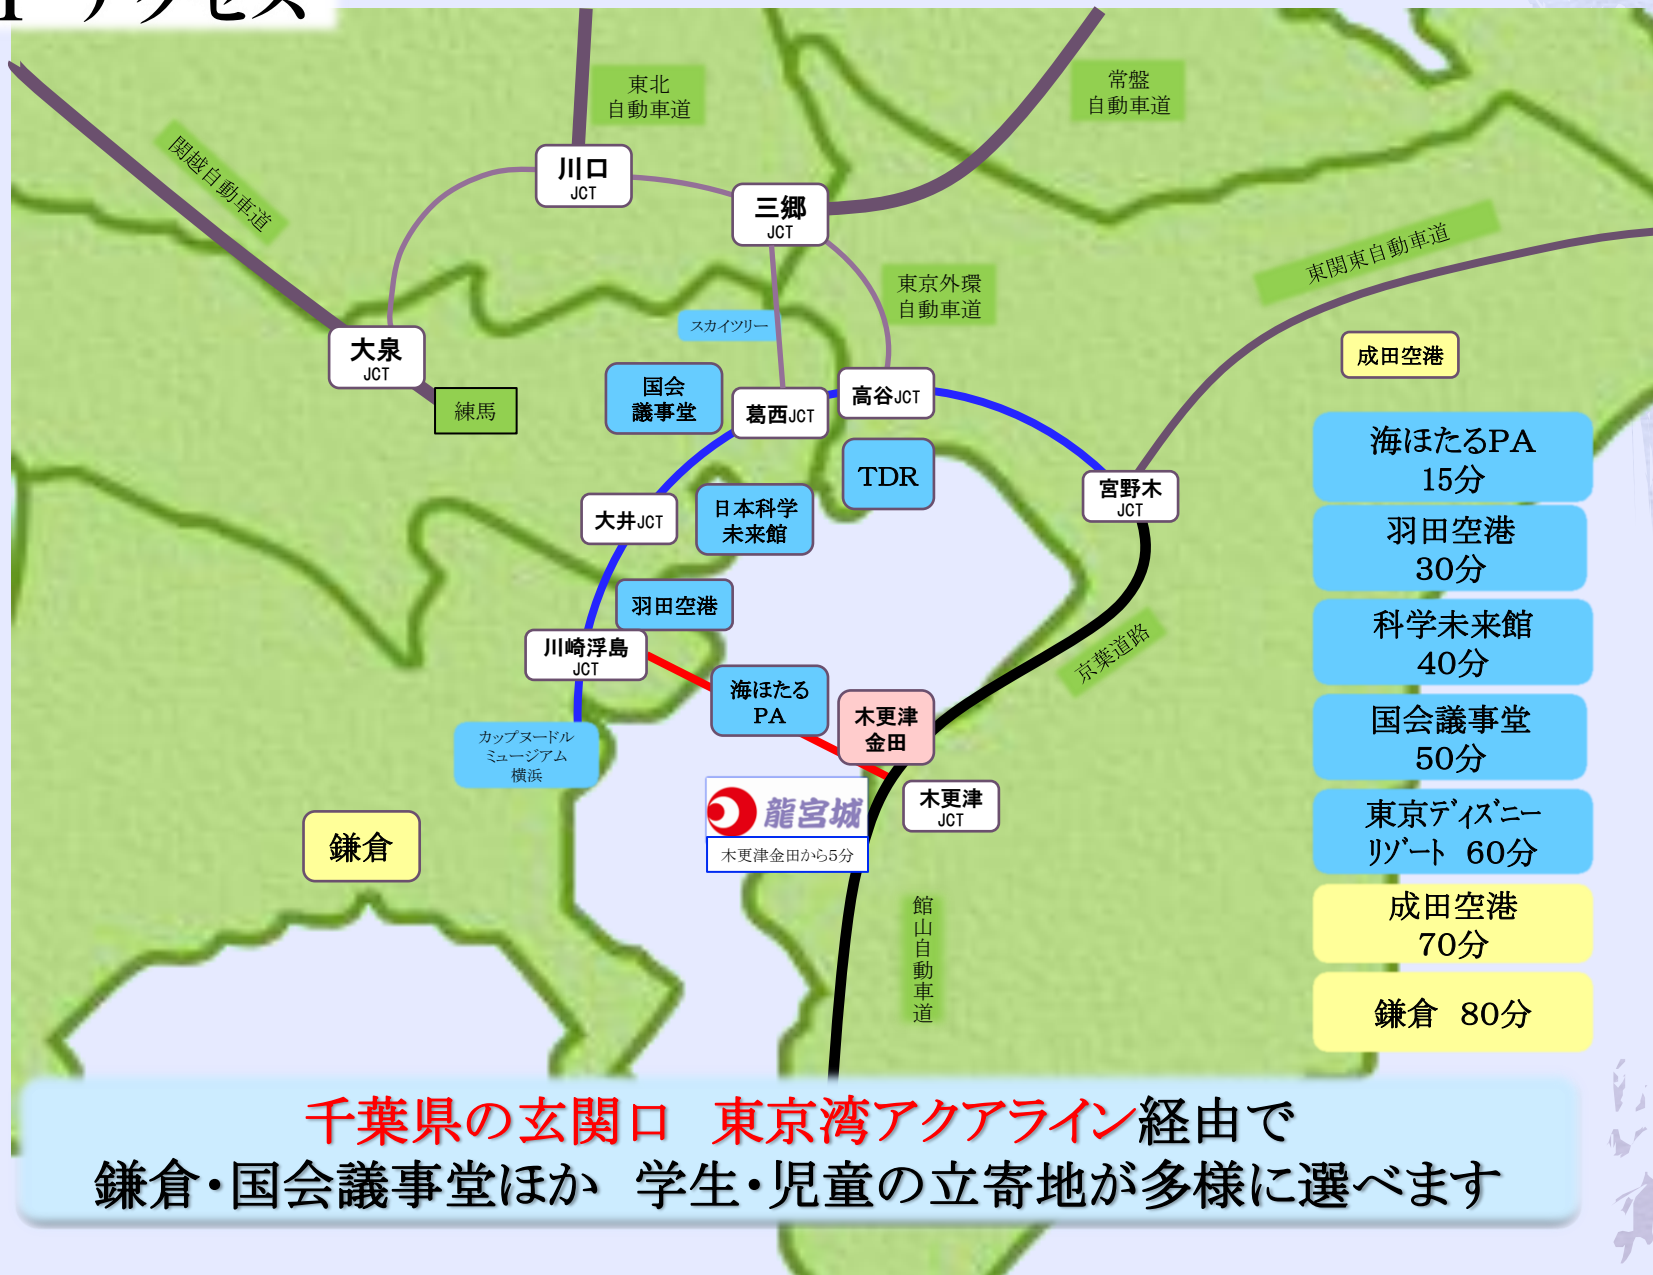 1 アクセス
東北
自動車道
常盤
自動車道
関越自動車道
川口
JCT
三郷
JCT
東関東自動車道
東京外環
自動車道
スカイツリー
大泉
JCT
練馬
国会
議事堂
葛西JCT
高谷JCT
成田空港
TDR
宮野木
JCT
大井JCT
日本科学
未来館
羽田空港
川崎浮島
JCT
京葉道路
海ほたる
PA
木更津
金田
カップヌードル
ミュージアム
横浜
龍宮城
木更津金田から5分
木更津
JCT
鎌倉
館山自動車道
海ほたるPA
15分
羽田空港
30分
科学未来館
40分
国会議事堂
50分
東京ディズニー
リゾート 60分
成田空港
70分
鎌倉 80分
千葉県の玄関口 東京湾アクアライン経由で
鎌倉・国会議事堂ほか 学生・児童の立寄地が多様に選べます